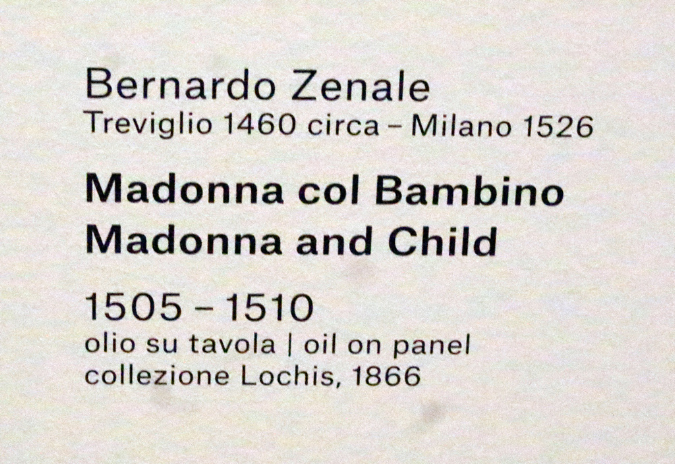 Bernardo Zenale
Treviglio 1460 circa – Milano 1526
Madonna col Bambino
Madonna and Child
1505 – 1510
olio su tavola | oil on panel
collezione Lochis, 1866